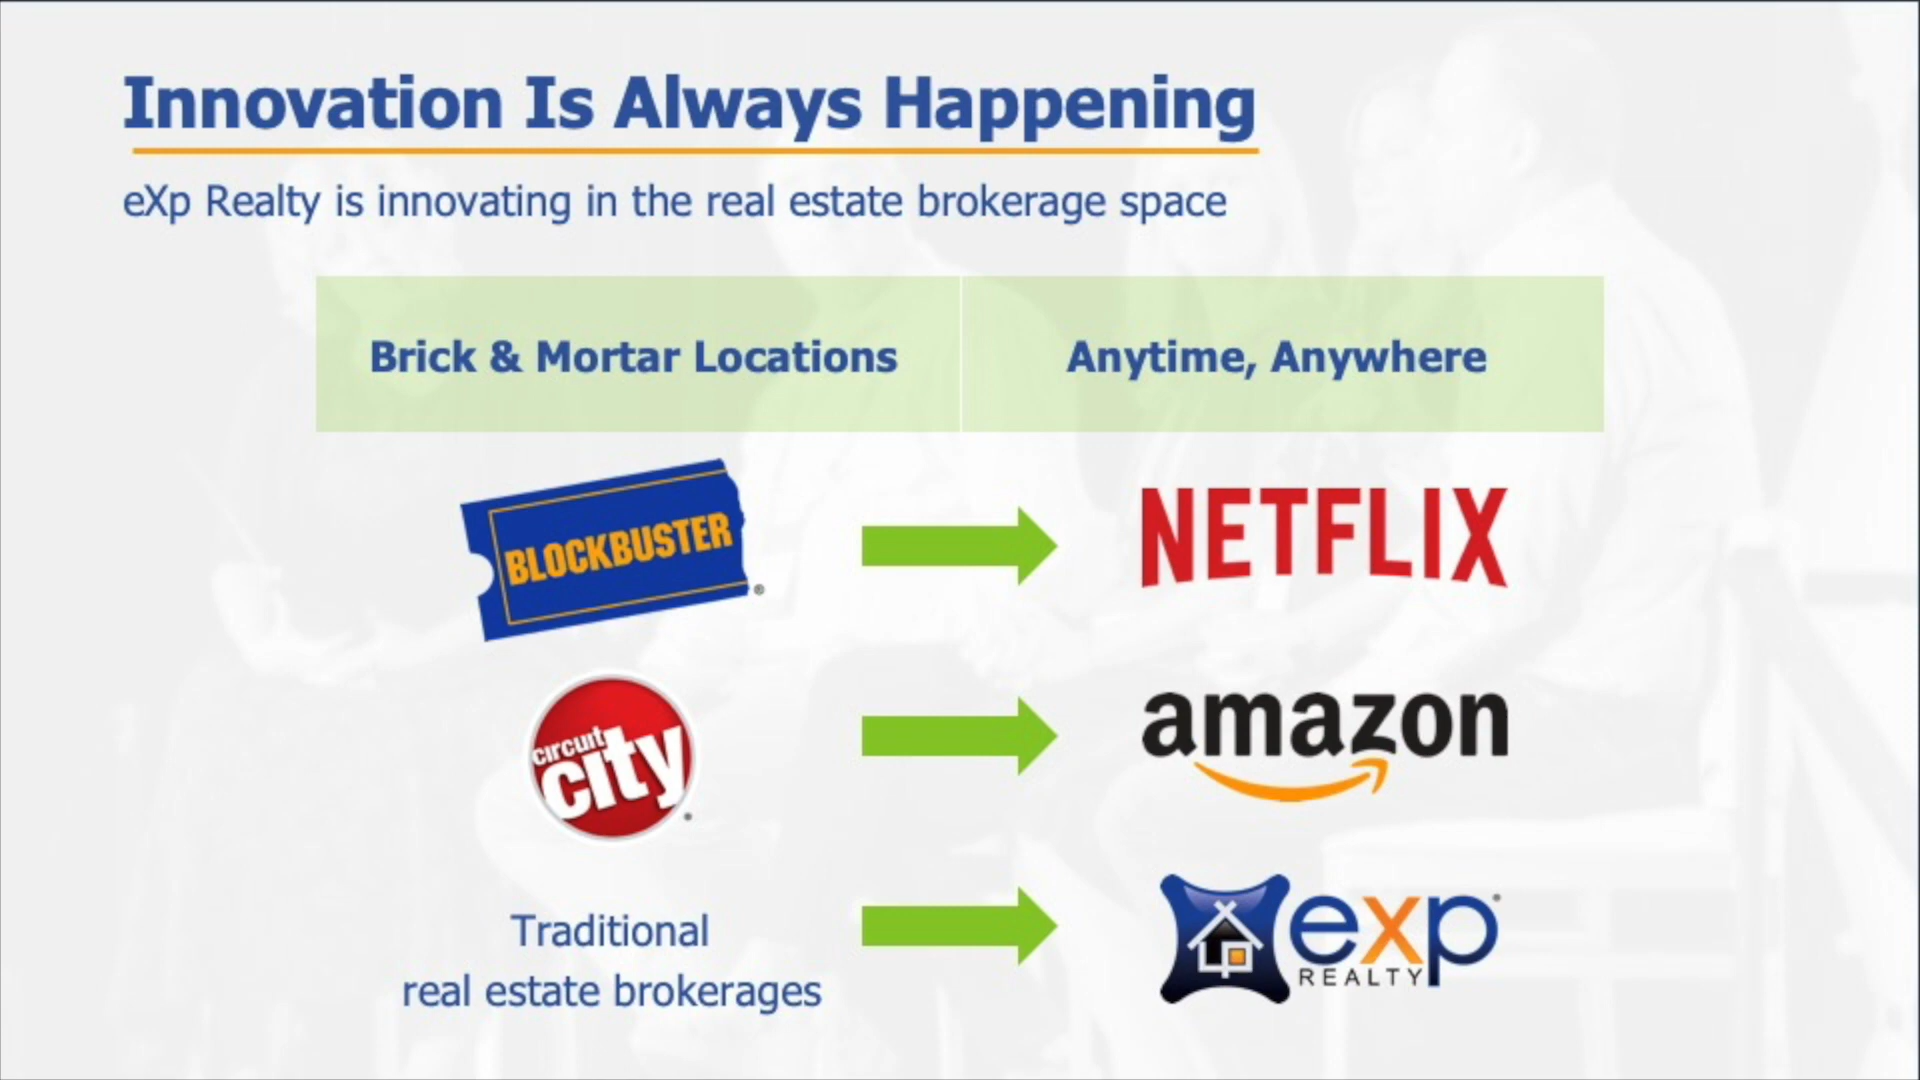 Innovation Is Always Happening
eXp Realty is innovating in the real estate brokerage space
Brick & Mortar Locations
Anytime, Anywhere
BLOCKBUSTER®
NETFLIX
circuit
city
amazon
Traditional
real estate brokerages
exp
REALTY